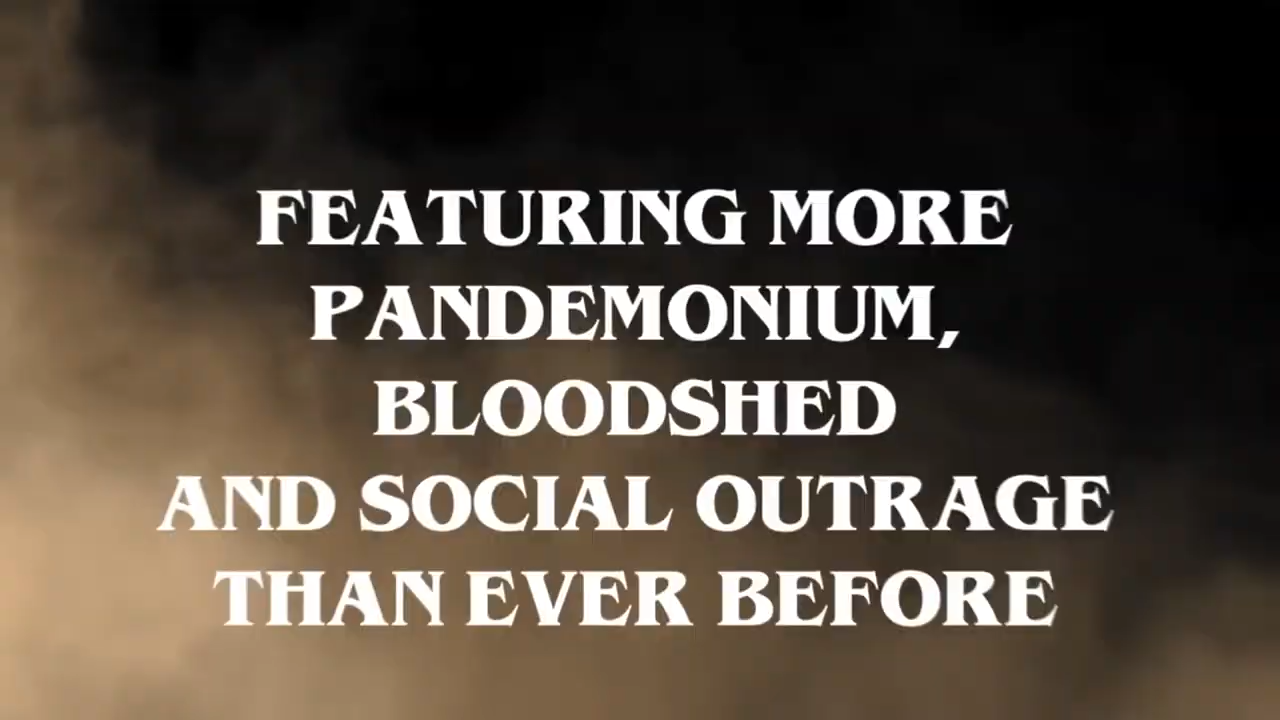 FEATURING MORE
PANDEMONIUM,
BLOODSHED
AND SOCIAL OUTRAGE
THAN EVER BEFORE